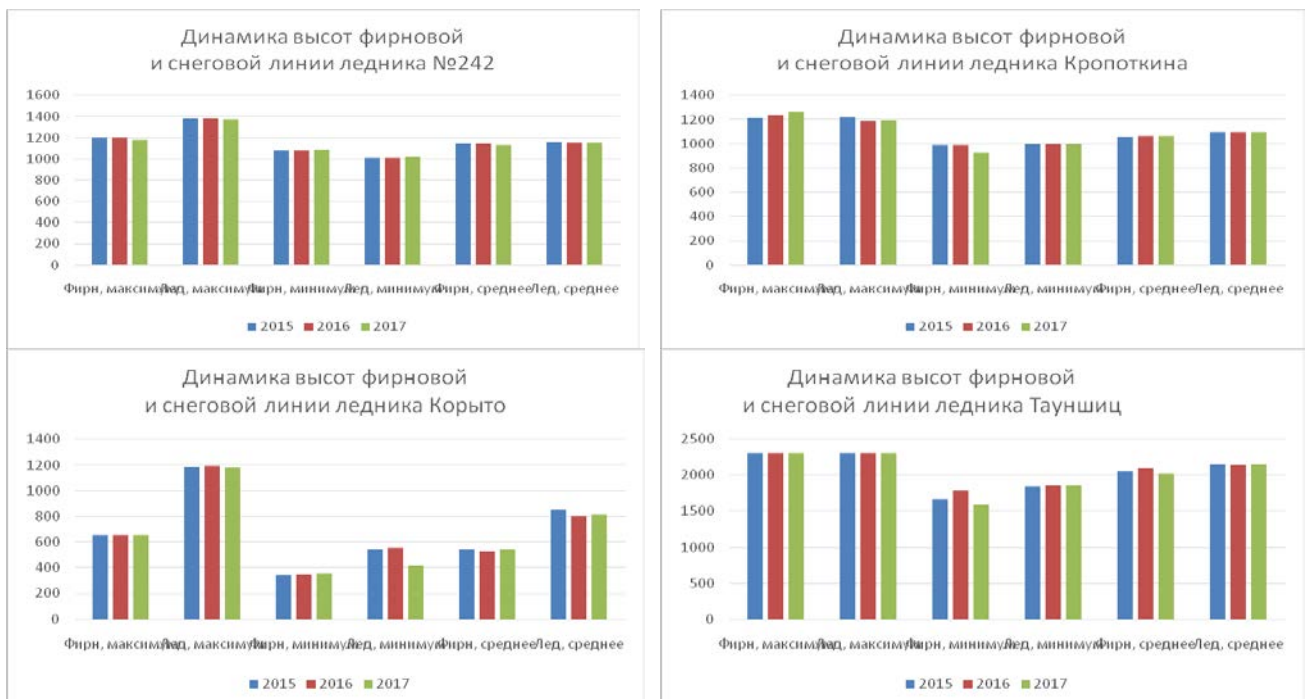 Динамика высот фирновой
и снеговой линии ледника №242
1600
1400
1200
1000
800
600
400
200
0
Фирн, максимум Лед, максимум Фирн, минимум Лед, минимум Фирн, среднее Лед, среднее
2015 2016 2017
Динамика высот фирновой
и снеговой линии ледника Кропоткина
1400
1200
1000
800
600
400
200
0
Фирн, максимум Лед, максимум Фирн, минимум Лед, минимум Фирн, среднее Лед, среднее
2015 2016 2017
Динамика высот фирновой
и снеговой линии ледника Корыто
1400
1200
1000
800
600
400
200
0
Фирн, максимум Лед, максимум Фирн, минимум Лед, минимум Фирн, среднее Лед, среднее
2015 2016 2017
Динамика высот фирновой
и снеговой линии ледника Тауншиц
2500
2000
1500
1000
500
0
Фирн, максимум Лед, максимум Фирн, минимум Лед, минимум Фирн, среднее Лед, среднее
2015 2016 2017